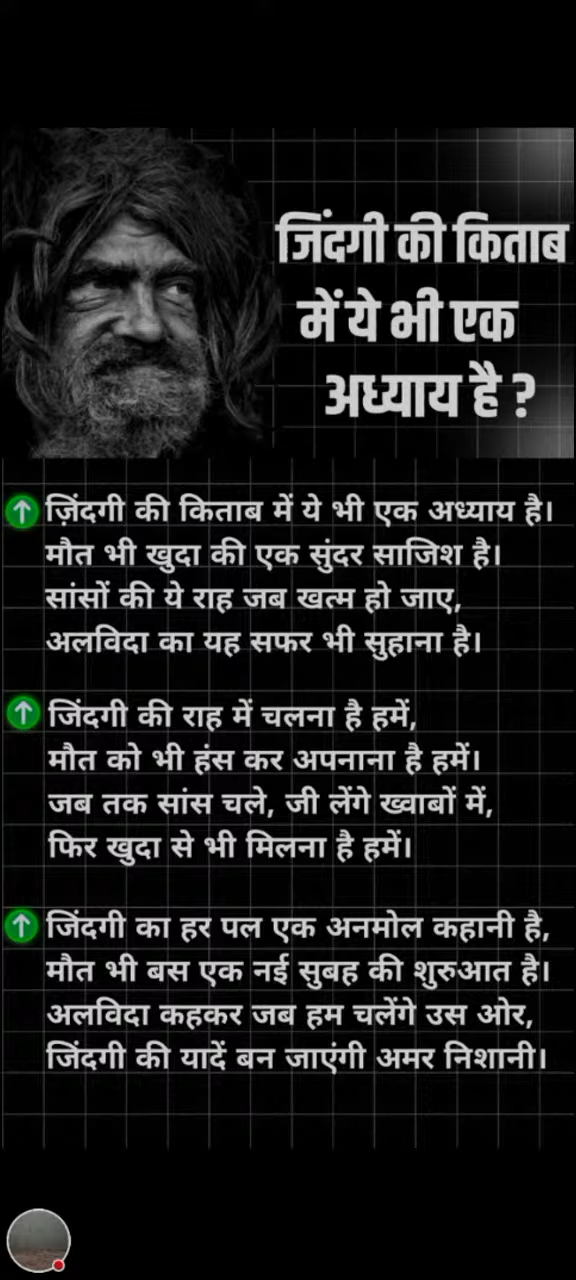 जिंदगी की किताब
में ये भी एक
अध्याय है ?
ज़िंदगी की किताब में ये भी एक अध्याय है।
मौत भी खुदा की एक सुंदर साजिश है।
सांसों की ये राह जब खत्म हो जाए,
अलविदा का यह सफर भी सुहाना है।
जिंदगी की राह में चलना है हमें,
मौत को भी हंस कर अपनाना है हमें।
जब तक सांस चले, जी लेंगे ख्वाबों में,
फिर खुदा से भी मिलना है हमें।
जिंदगी का हर पल एक अनमोल कहानी है,
मौत भी बस एक नई सुबह की शुरुआत है।
अलविदा कहकर जब हम चलेंगे उस ओर,
जिंदगी की यादें बन जाएंगी अमर निशानी।